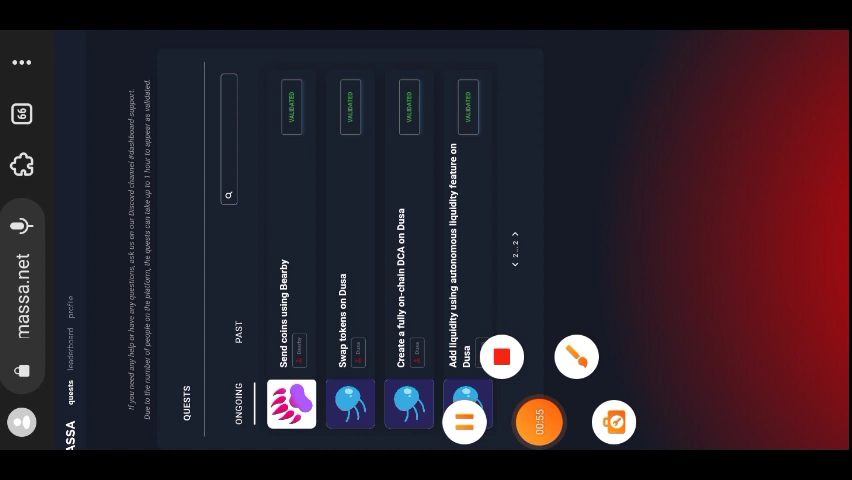 66
massa.net
ASSA
quests
leaderboard
profile
If you need any help or have any questions, ask us on our Discord channel #dashboard support.
Due to the number of people on the platform, the quests can take up to 1 hour to appear as validated.
QUESTS
ONGOING
PAST
Send coins using Bearby
Bearby
VALIDATED
Swap tokens on Dusa
Dusa
VALIDATED
Create a fully on-chain DCA on Dusa
Dusa
VALIDATED
Add liquidity using autonomous liquidity feature on
Dusa
VALIDATED
< 2 ... 2 >
00:55